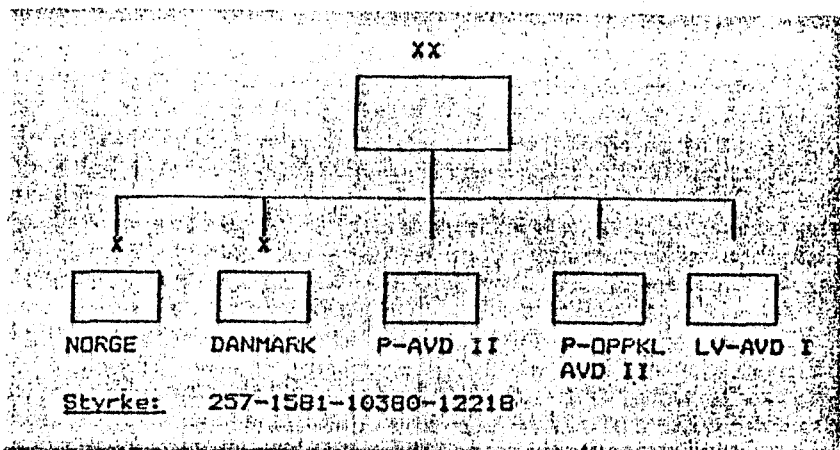 XX
X X
NORGE DANMARK P-AVD II P-OPPKL LV-AVD I
AVD II
Styrke: 257-1581-10380-12218